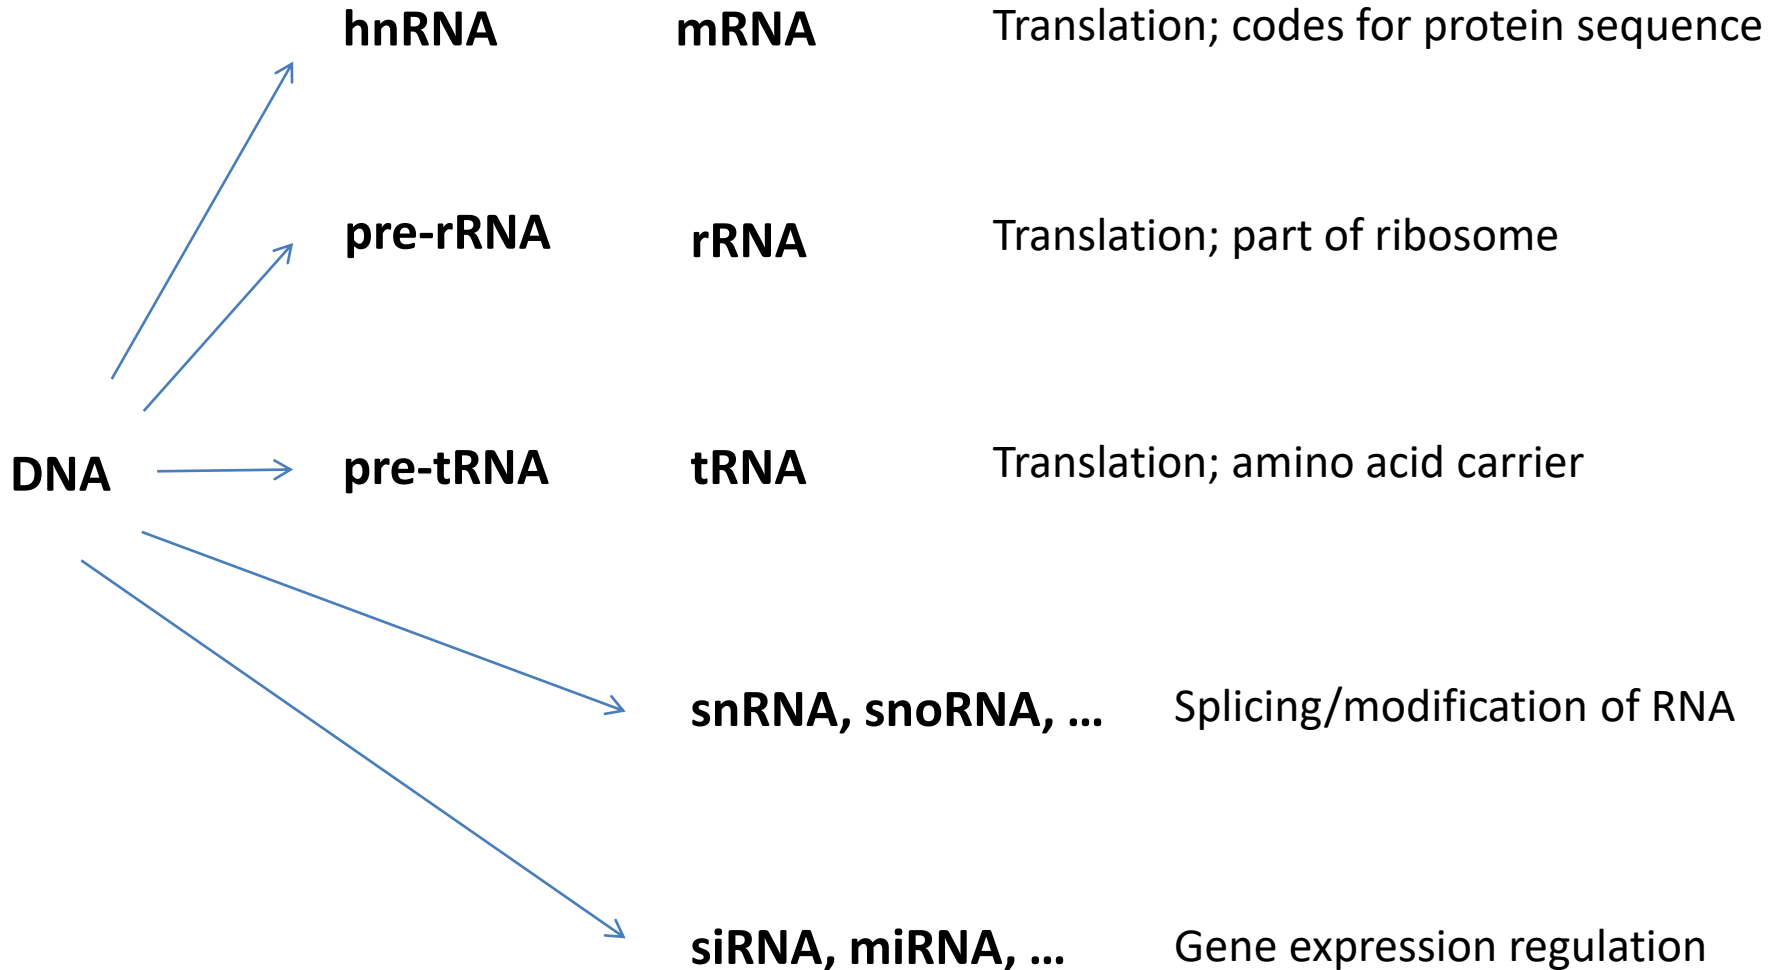 hnRNA mRNA Translation; codes for protein sequence
pre-rRNA rRNA Translation; part of ribosome
DNA pre-tRNA tRNA Translation; amino acid carrier
snRNA, snoRNA, … Splicing/modification of RNA
siRNA, miRNA, … Gene expression regulation